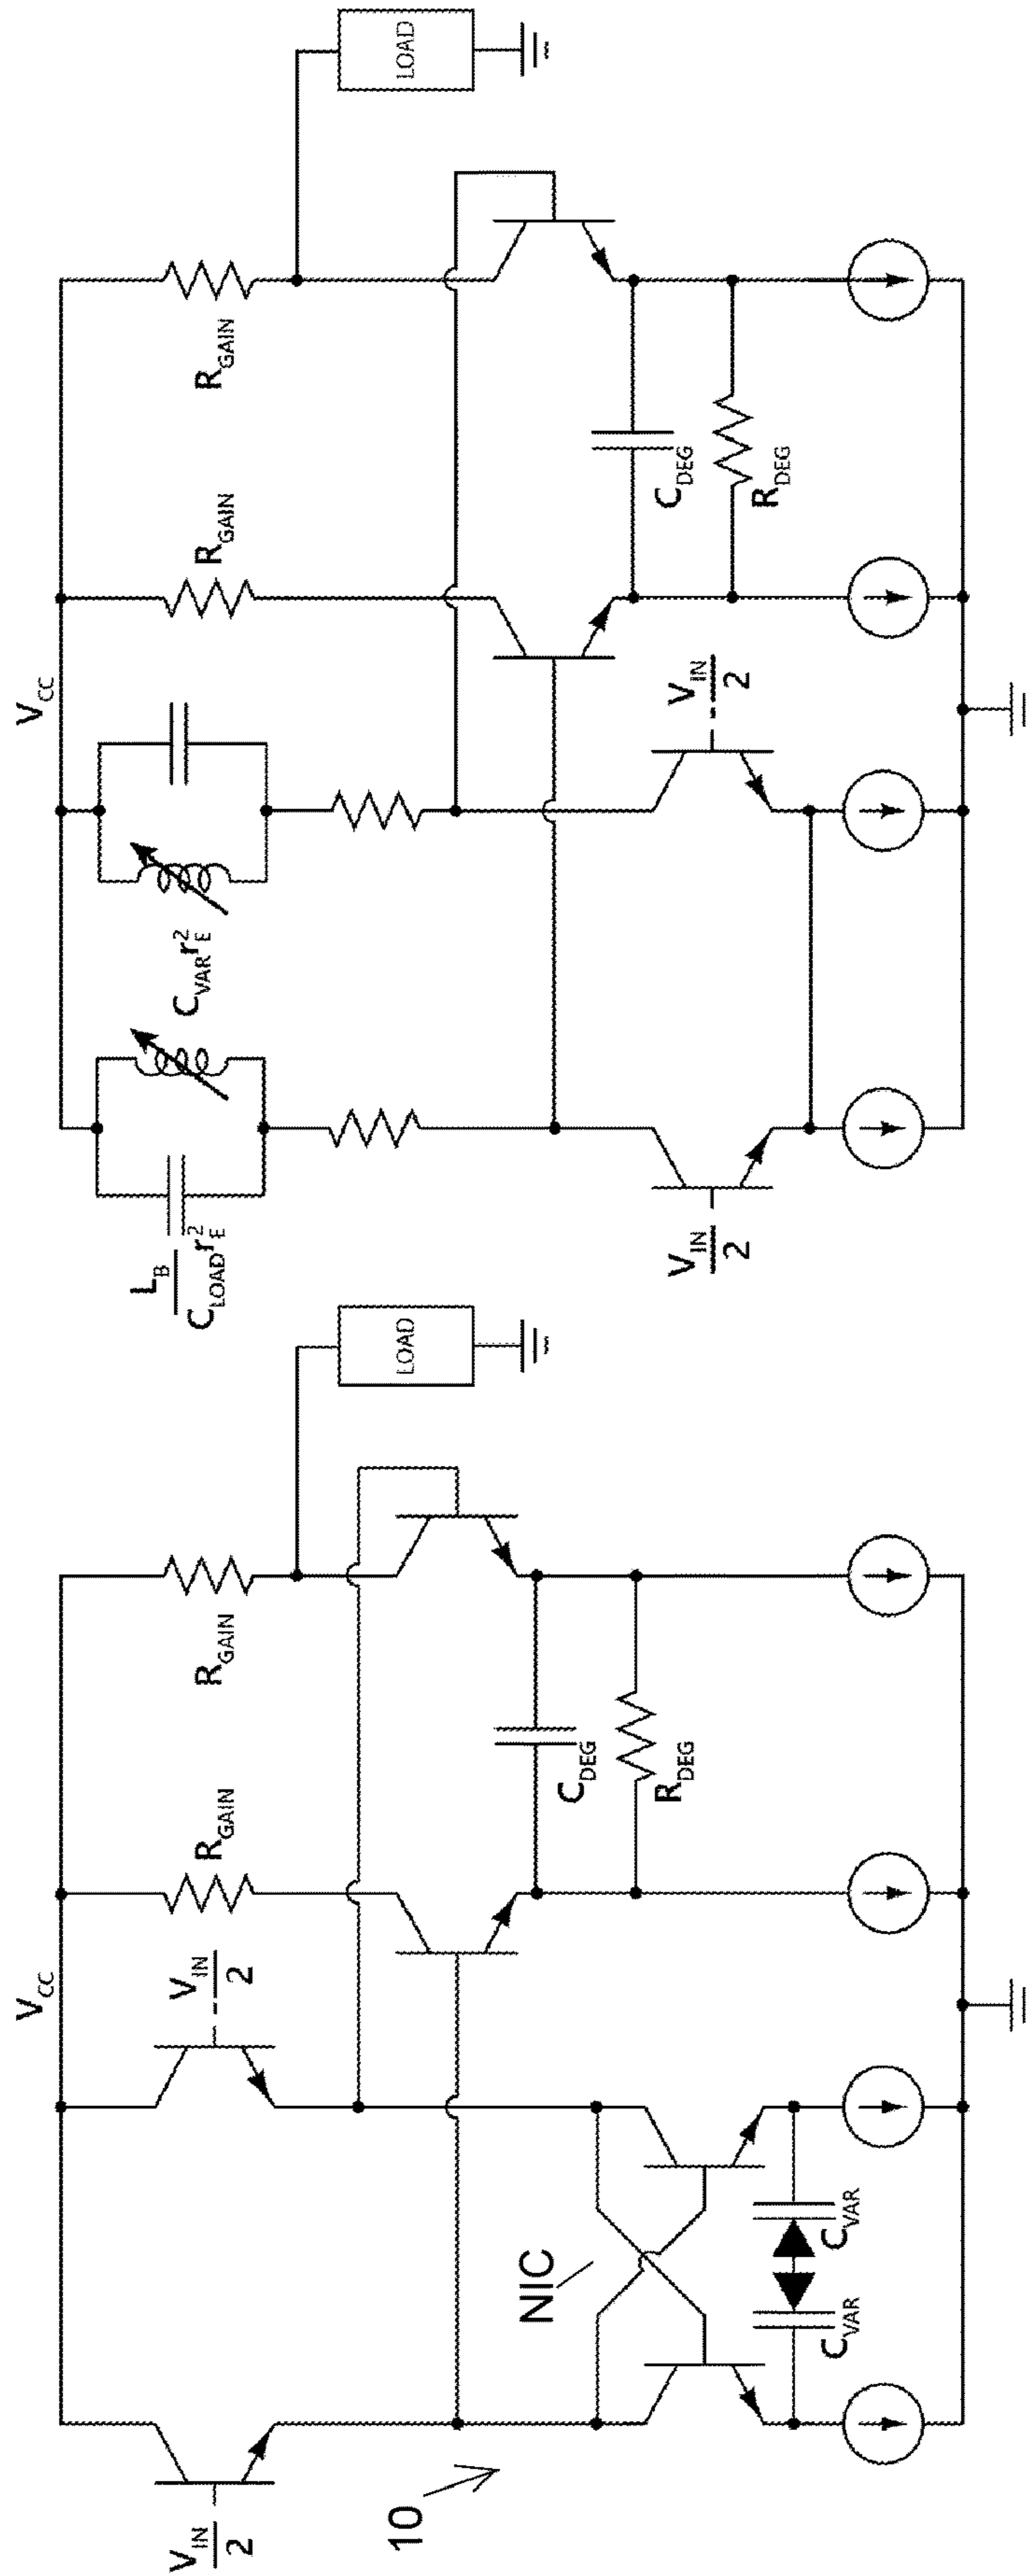 V_CC
V_IN/2
V_IN/2
R_GAIN
R_GAIN
LOAD
C_DEG
R_DEG
NIC
C_VAR
C_VAR
10
V_CC
L_B/C_LOAD r_E^2
C_VAR r_E^2
R_GAIN
R_GAIN
LOAD
C_DEG
R_DEG
V_IN/2
V_IN/2